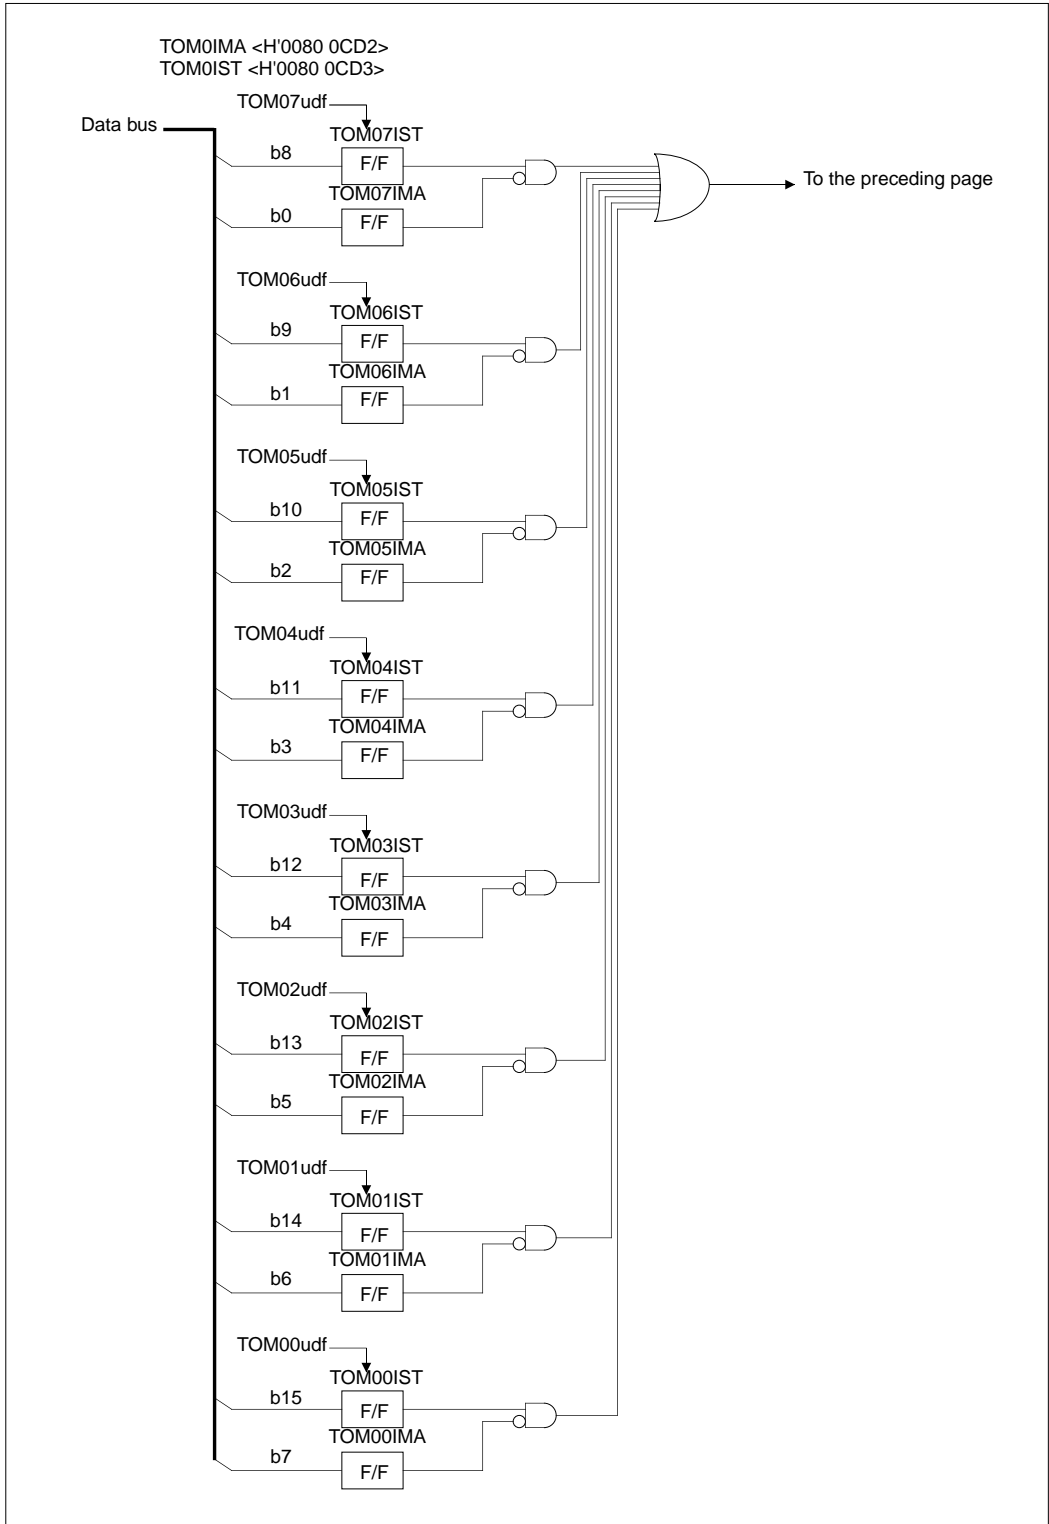 TOM0IMA <H'0080 0CD2>
TOM0IST <H'0080 0CD3>
TOM07udf
Data bus
TOM07IST
b8
F/F
To the preceding page
TOM07IMA
b0
F/F
TOM06udf
TOM06IST
b9
F/F
TOM06IMA
b1
F/F
TOM05udf
TOM05IST
b10
F/F
TOM05IMA
b2
F/F
TOM04udf
TOM04IST
b11
F/F
TOM04IMA
b3
F/F
TOM03udf
TOM03IST
b12
F/F
TOM03IMA
b4
F/F
TOM02udf
TOM02IST
b13
F/F
TOM02IMA
b5
F/F
TOM01udf
TOM01IST
b14
F/F
TOM01IMA
b6
F/F
TOM00udf
TOM00IST
b15
F/F
TOM00IMA
b7
F/F